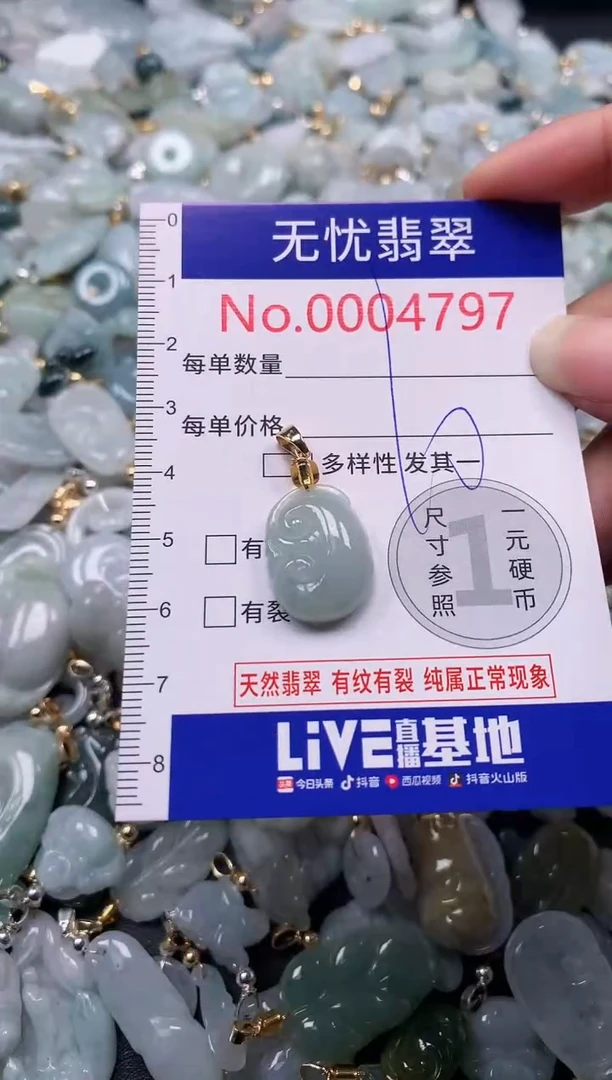 0
无忧翡翠
1
No.0004797
2
每单数量
3
每单价格
4
多样性 发其一
5
有
尺寸参照
1
一元硬币
6
有裂
7
天然翡翠 有纹有裂 纯属正常现象
LiVE直播基地
8
今日头条 抖音 西瓜视频 抖音火山版